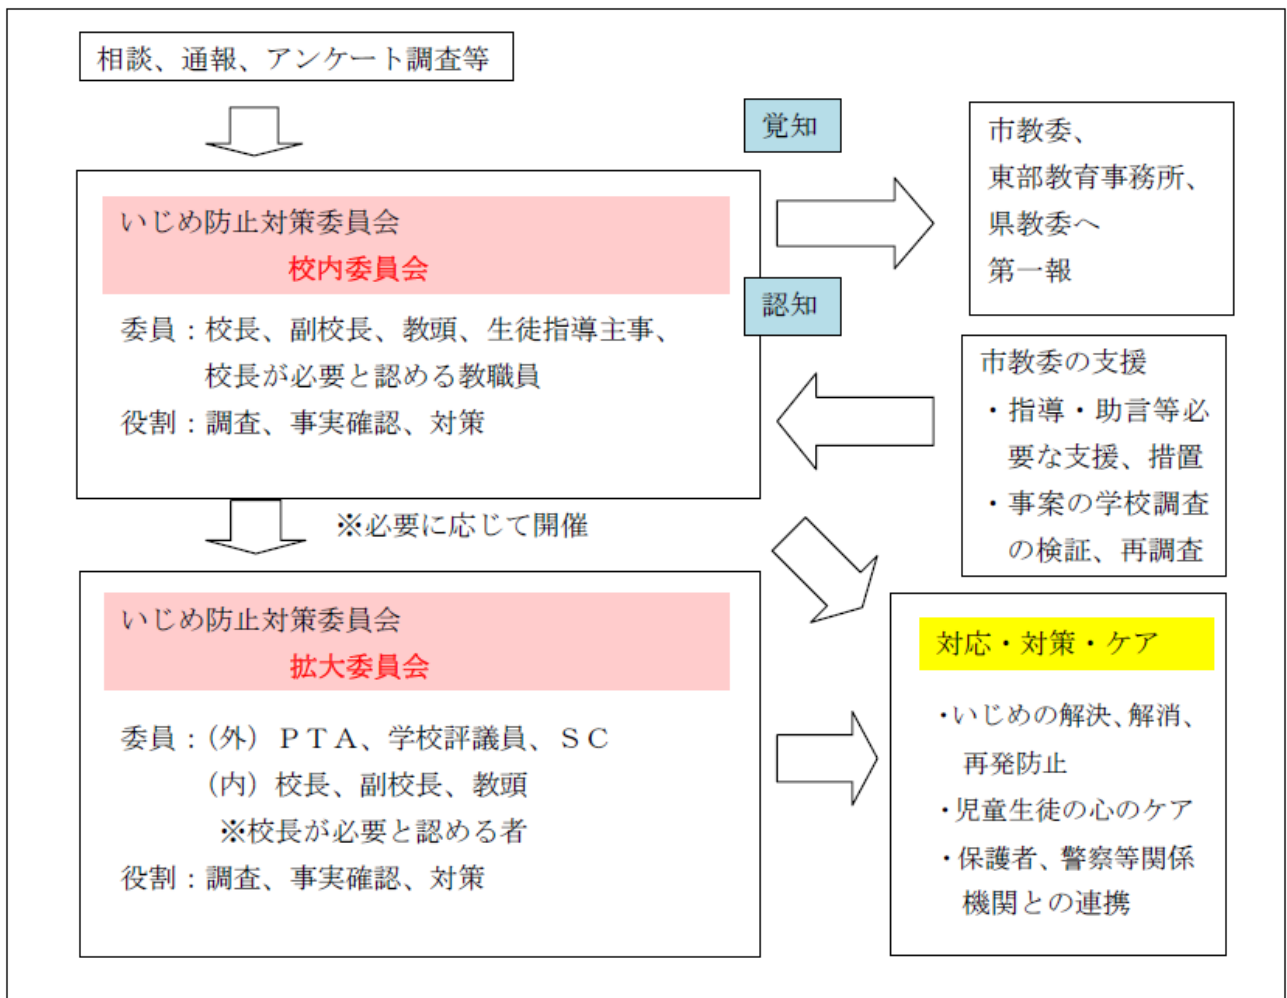 相談、通報、アンケート調査等
覚知
市教委、
東部教育事務所、
県教委へ
第一報
いじめ防止対策委員会
校内委員会
委員：校長、副校長、教頭、生徒指導主事、
校長が必要と認める教職員
役割：調査、事実確認、対策
認知
市教委の支援
・指導・助言等必
要な支援、措置
・事案の学校調査
の検証、再調査
※必要に応じて開催
いじめ防止対策委員会
拡大委員会
委員：（外）ＰＴＡ、学校評議員、ＳＣ
（内）校長、副校長、教頭
※校長が必要と認める者
役割：調査、事実確認、対策
対応・対策・ケア
・いじめの解決、解消、
再発防止
・児童生徒の心のケア
・保護者、警察等関係
機関との連携